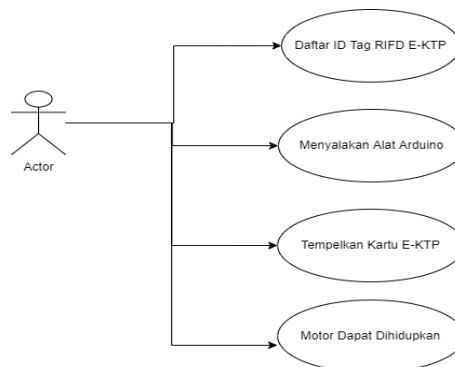 Daftar ID Tag RIFD E-KTP
Actor
Menyalakan Alat Arduino
Tempelkan Kartu E-KTP
Motor Dapat Dihidupkan